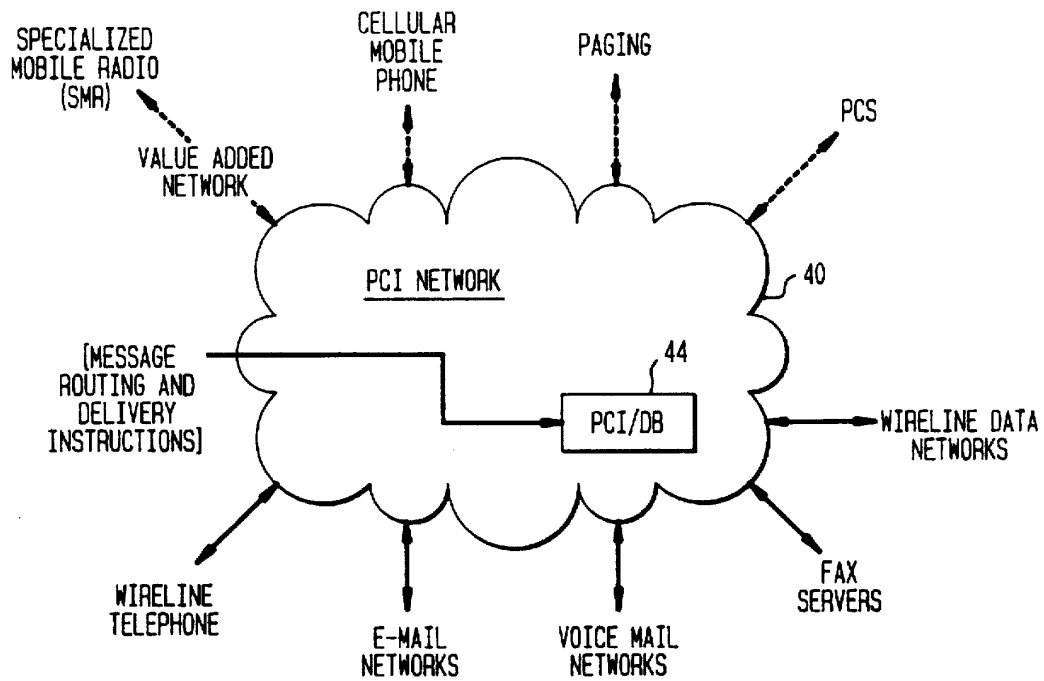 SPECIALIZED
MOBILE RADIO
(SMR)
CELLULAR
MOBILE
PHONE
PAGING
PCS
VALUE ADDED
NETWORK
PCI NETWORK
40
[MESSAGE
ROUTING AND
DELIVERY
INSTRUCTIONS]
44
PCI/DB
WIRELINE DATA
NETWORKS
FAX
SERVERS
WIRELINE
TELEPHONE
E-MAIL
NETWORKS
VOICE MAIL
NETWORKS